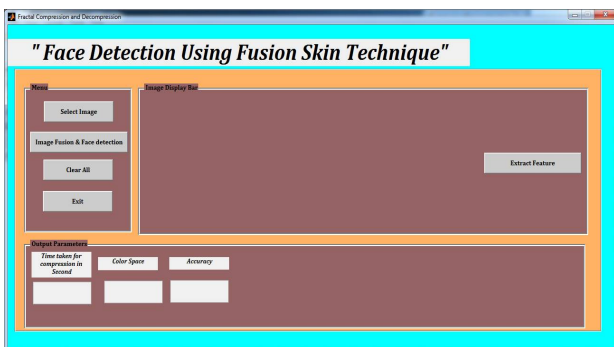 Fractal Compression and Decompression
"Face Detection Using Fusion Skin Technique"
Menu
Select Image
Image Fusion & Face detection
Clear All
Exit
Image Display Bar
Extract Feature
Output Parameters
Time taken for
compression in
Second
Color Space
Accuracy